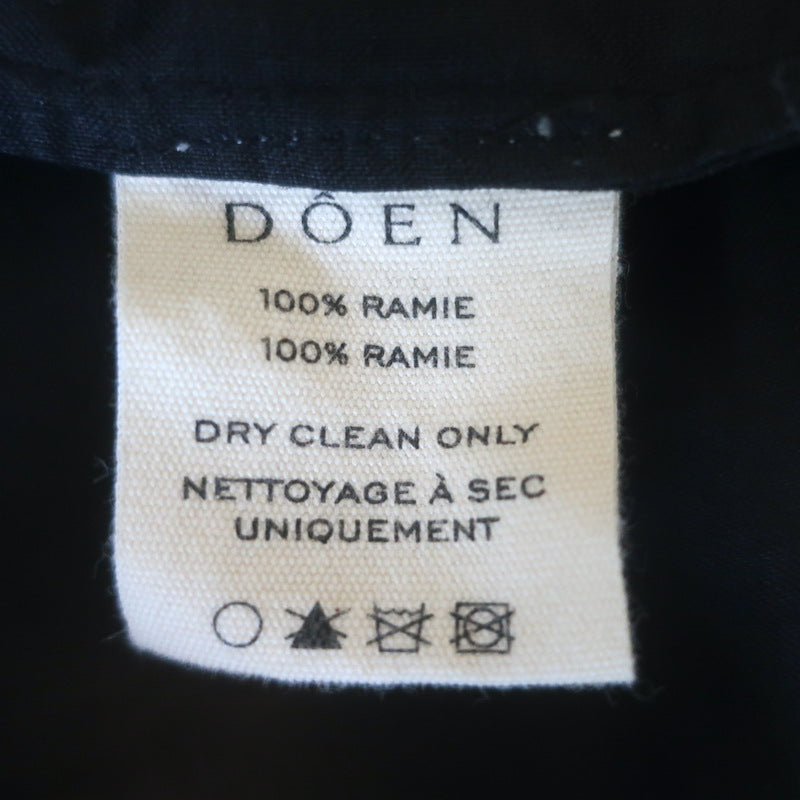 DÔEN
100% RAMIE
100% RAMIE
DRY CLEAN ONLY
NETTOYAGE À SEC
UNIQUEMENT